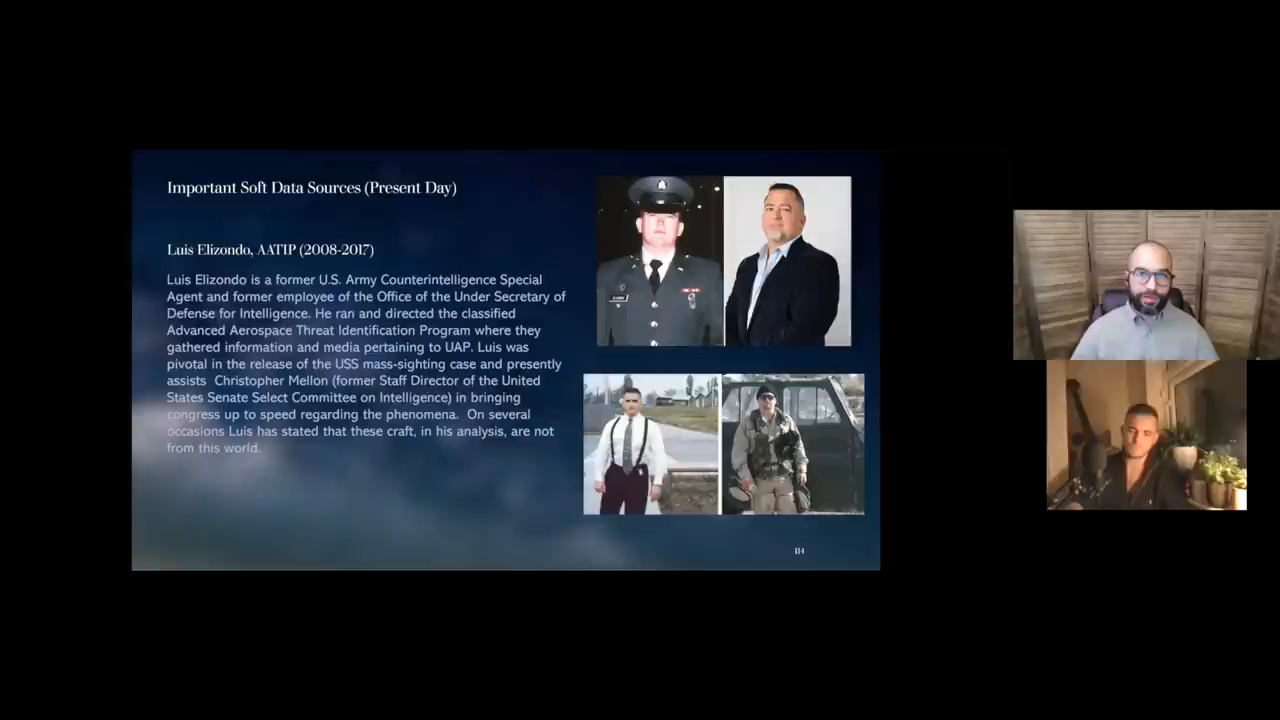 Important Soft Data Sources (Present Day)
Luis Elizondo, AATIP (2008-2017)
Luis Elizondo is a former U.S. Army Counterintelligence Special
Agent and former employee of the Office of the Under Secretary of
Defense for Intelligence. He ran and directed the classified
Advanced Aerospace Threat Identification Program where they
gathered information and media pertaining to UAP. Luis was
pivotal in the release of the USS mass-sighting case and presently
assists Christopher Mellon (former Staff Director of the United
States Senate Select Committee on Intelligence) in bringing
congress up to speed regarding the phenomena. On several
occasions Luis has stated that these craft, in his analysis, are not
from this world.